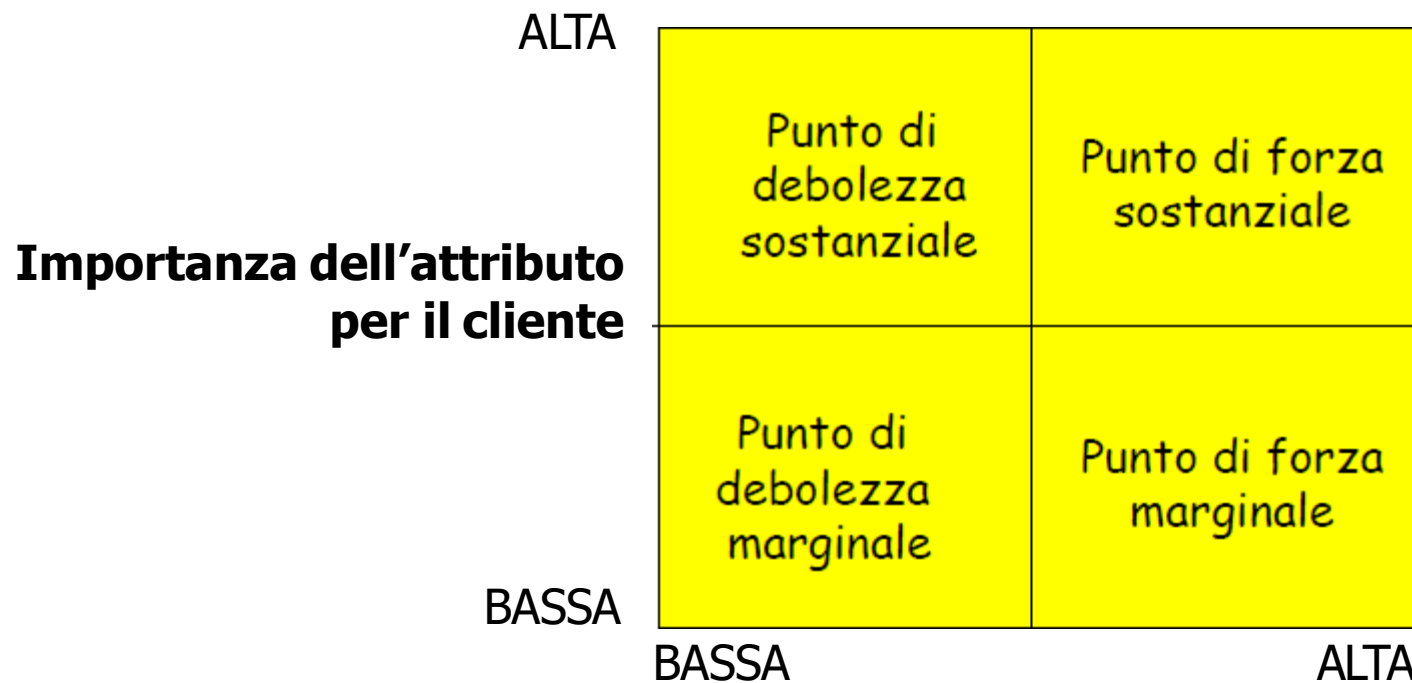 ALTA
Punto di
debolezza
sostanziale
Punto di forza
sostanziale
Importanza dell’attributo
per il cliente
Punto di
debolezza
marginale
Punto di forza
marginale
BASSA
BASSA
ALTA